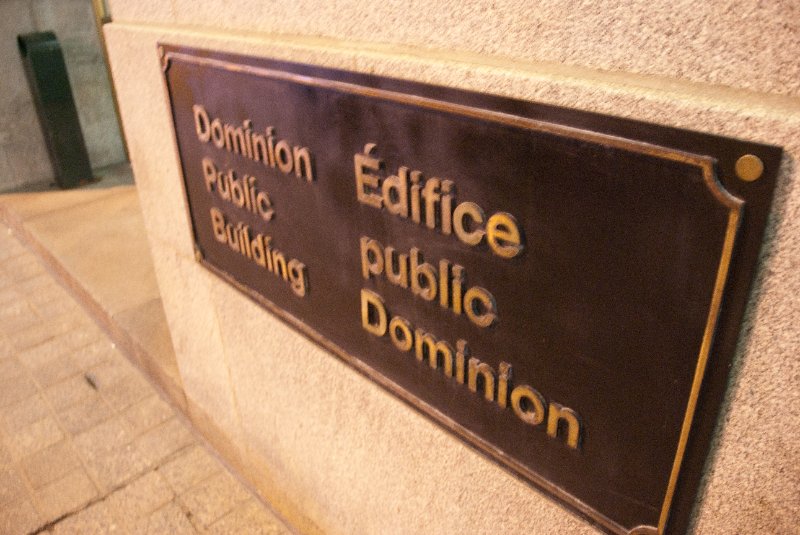 Dominion
Public
Building
Édifice
public
Dominion